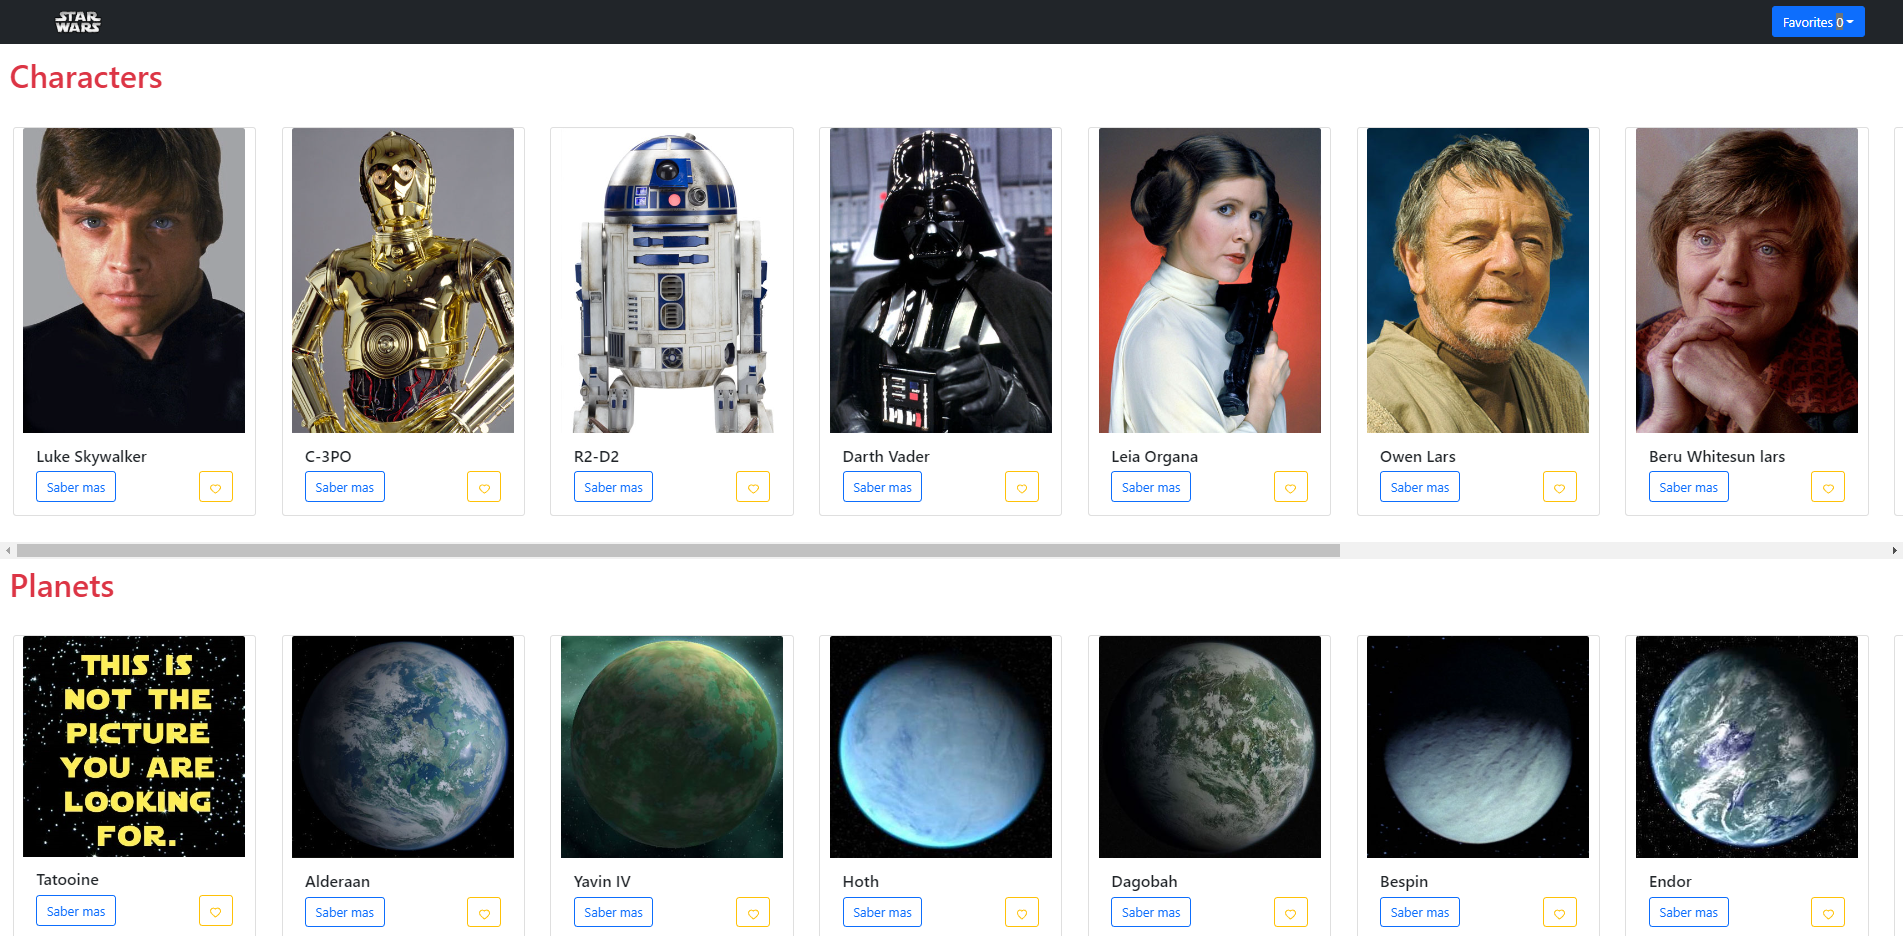 STAR
WARS
Favorites 0
Characters
Luke Skywalker
Saber mas
C-3PO
Saber mas
R2-D2
Saber mas
Darth Vader
Saber mas
Leia Organa
Saber mas
Owen Lars
Saber mas
Beru Whitesun lars
Saber mas
Planets
THIS IS
NOT THE
PICTURE
YOU ARE
LOOKING
FOR.
Tatooine
Saber mas
Alderaan
Saber mas
Yavin IV
Saber mas
Hoth
Saber mas
Dagobah
Saber mas
Bespin
Saber mas
Endor
Saber mas